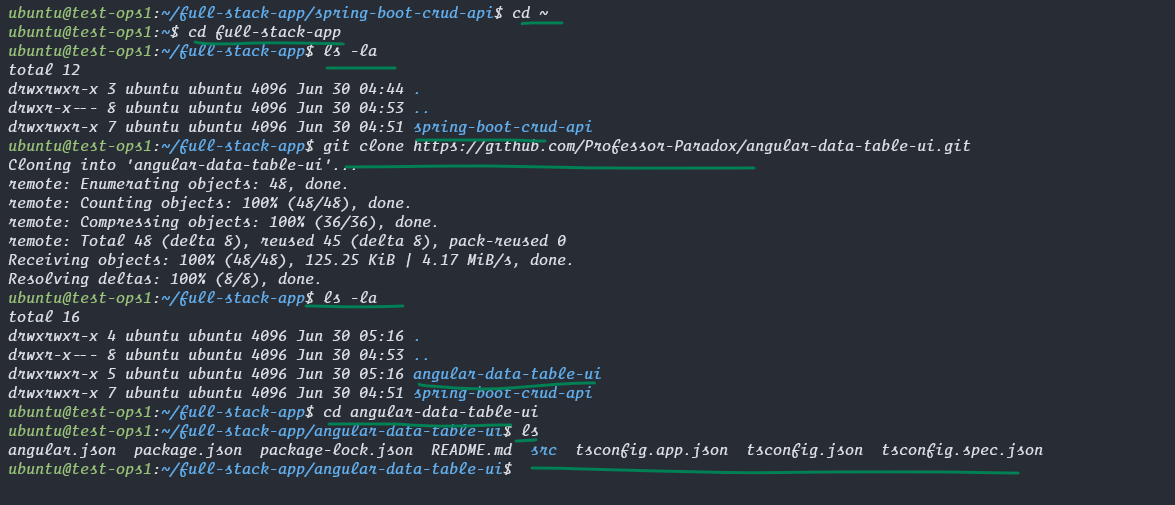 ubuntu@test-ops1:~/full-stack-app/spring-boot-crud-api$ cd ~
ubuntu@test-ops1:~$ cd full-stack-app
ubuntu@test-ops1:~/full-stack-app$ ls -la
total 12
drwxrwxr-x 3 ubuntu ubuntu 4096 Jun 30 04:44 .
drwxr-x--- 8 ubuntu ubuntu 4096 Jun 30 04:53 ..
drwxrwxr-x 7 ubuntu ubuntu 4096 Jun 30 04:51 spring-boot-crud-api
ubuntu@test-ops1:~/full-stack-app$ git clone https://github.com/Professor-Paradox/angular-data-table-ui.git
Cloning into 'angular-data-table-ui'...
remote: Enumerating objects: 48, done.
remote: Counting objects: 100% (48/48), done.
remote: Compressing objects: 100% (36/36), done.
remote: Total 48 (delta 8), reused 45 (delta 8), pack-reused 0
Receiving objects: 100% (48/48), 125.25 KiB | 4.17 MiB/s, done.
Resolving deltas: 100% (8/8), done.
ubuntu@test-ops1:~/full-stack-app$ ls -la
total 16
drwxrwxr-x 4 ubuntu ubuntu 4096 Jun 30 05:16 .
drwxr-x--- 8 ubuntu ubuntu 4096 Jun 30 04:53 ..
drwxrwxr-x 5 ubuntu ubuntu 4096 Jun 30 05:16 angular-data-table-ui
drwxrwxr-x 7 ubuntu ubuntu 4096 Jun 30 04:51 spring-boot-crud-api
ubuntu@test-ops1:~/full-stack-app$ cd angular-data-table-ui
ubuntu@test-ops1:~/full-stack-app/angular-data-table-ui$ ls
angular.json  package.json  package-lock.json  README.md  src  tsconfig.app.json  tsconfig.json  tsconfig.spec.json
ubuntu@test-ops1:~/full-stack-app/angular-data-table-ui$